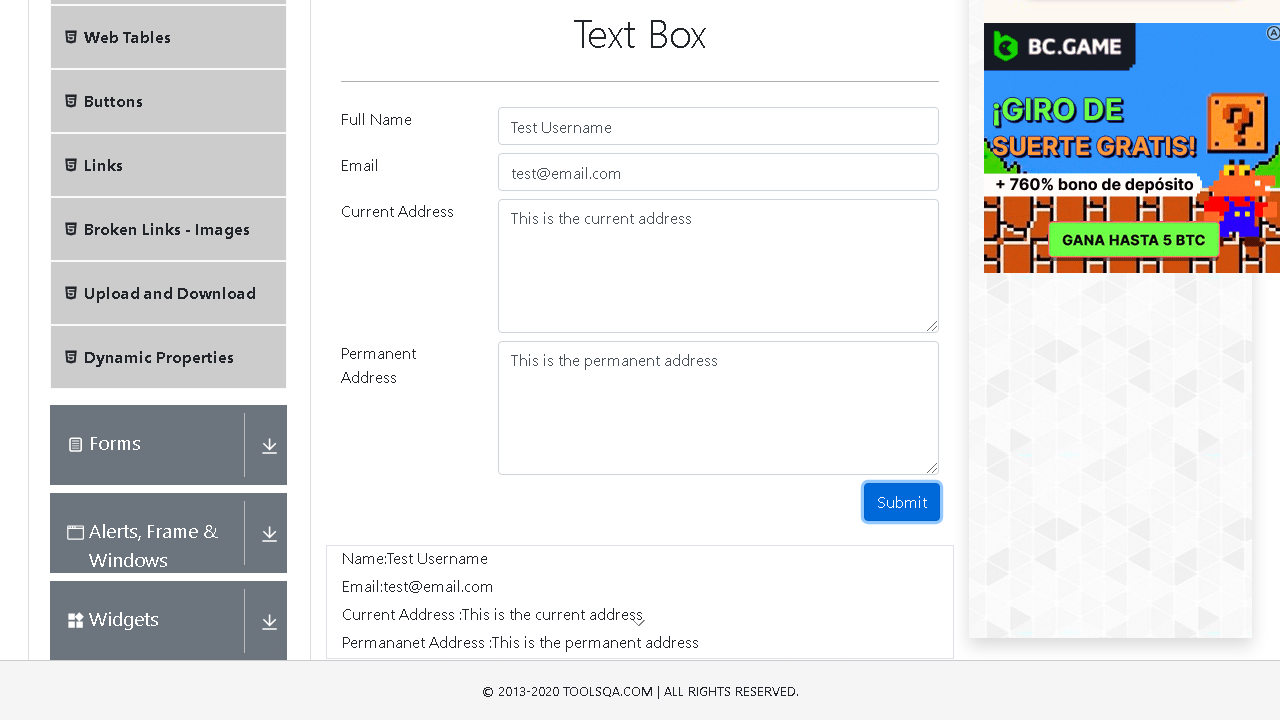 Web Tables
Buttons
Links
Broken Links - Images
Upload and Download
Dynamic Properties
Forms
Alerts, Frame &
Windows
Widgets
Text Box
Full Name
Test Username
Email
test@email.com
Current Address
This is the current address
Permanent
Address
This is the permanent address
Submit
Name:Test Username
Email:test@email.com
Current Address :This is the current address
Permananet Address :This is the permanent address
BC.GAME
¡GIRO DE
SUERTE GRATIS!
+ 760% bono de depósito
GANA HASTA 5 BTC
© 2013-2020 TOOLSQA.COM | ALL RIGHTS RESERVED.